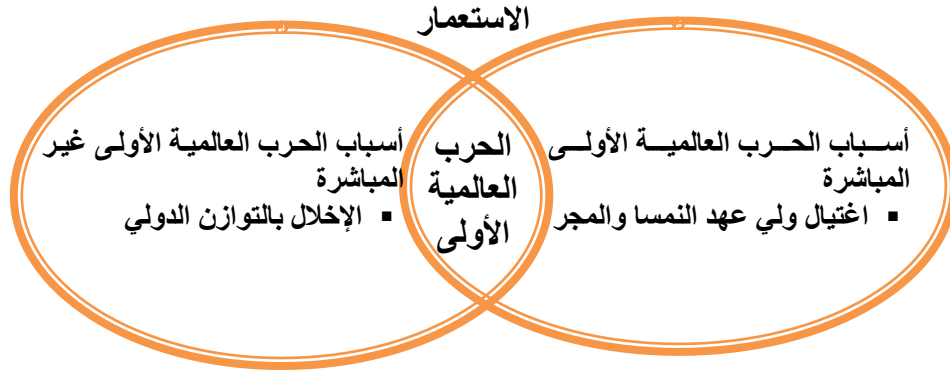 الاستعمار
أسباب الحرب العالمية الأولى
المباشرة
▪ اغتيال ولي عهد النمسا والمجر
الحرب
العالمية
الأولى
أسباب الحرب العالمية الأولى غير
المباشرة
▪ الإخلال بالتوازن الدولي